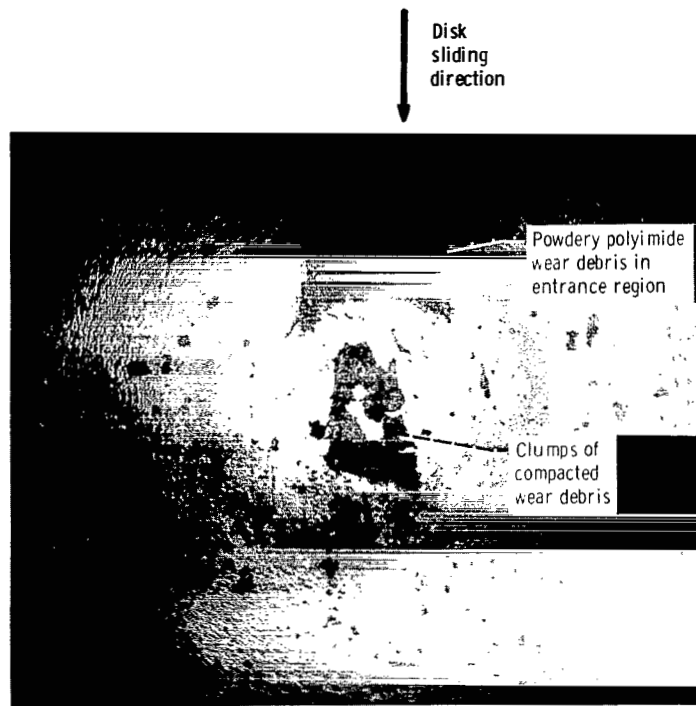 Disk
sliding
direction
Powdery polyimide
wear debris in
entrance region
Clumps of
compacted
wear debris